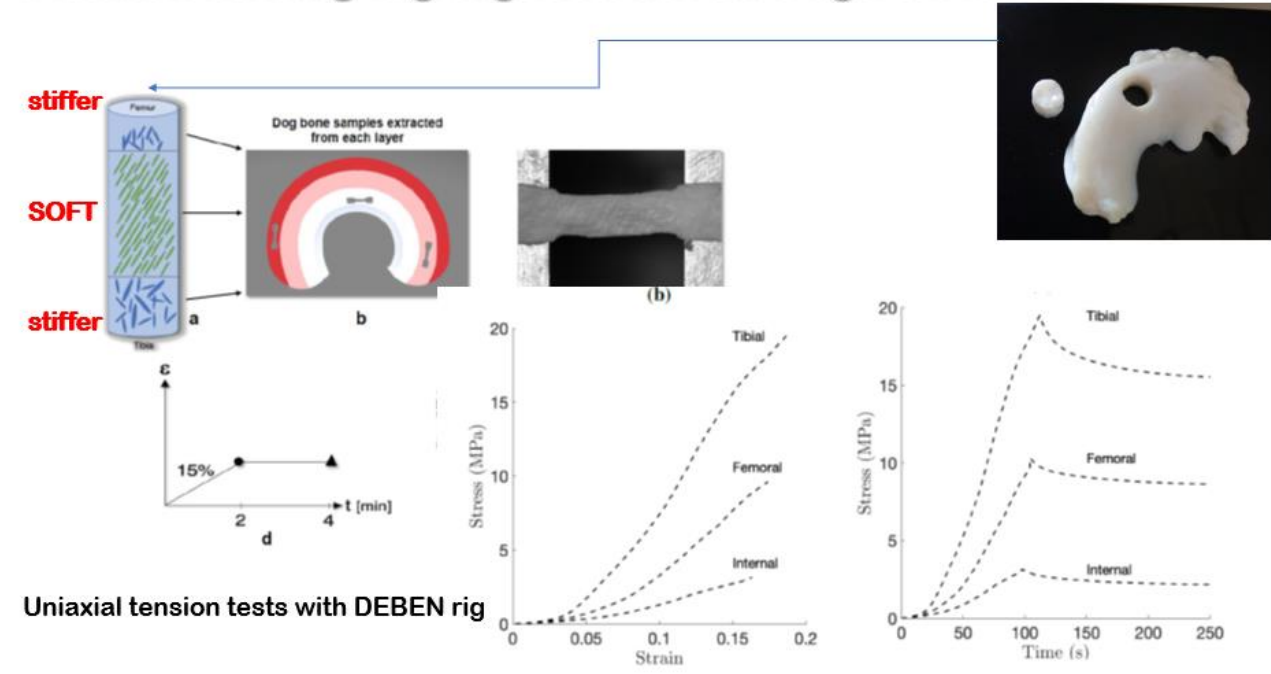 stiffer
Femur
SOFT
stiffer
Tibia
a
Dog bone samples extracted
from each layer
b
(b)
ε
15%
2
4
t [min]
d
Uniaxial tension tests with DEBEN rig
20
15
10
5
0
Stress (MPa)
Tibial
Femoral
Internal
0
0.05
0.1
0.15
0.2
Strain
20
15
10
5
0
Stress (MPa)
Tibial
Femoral
Internal
0
50
100
150
200
250
Time (s)